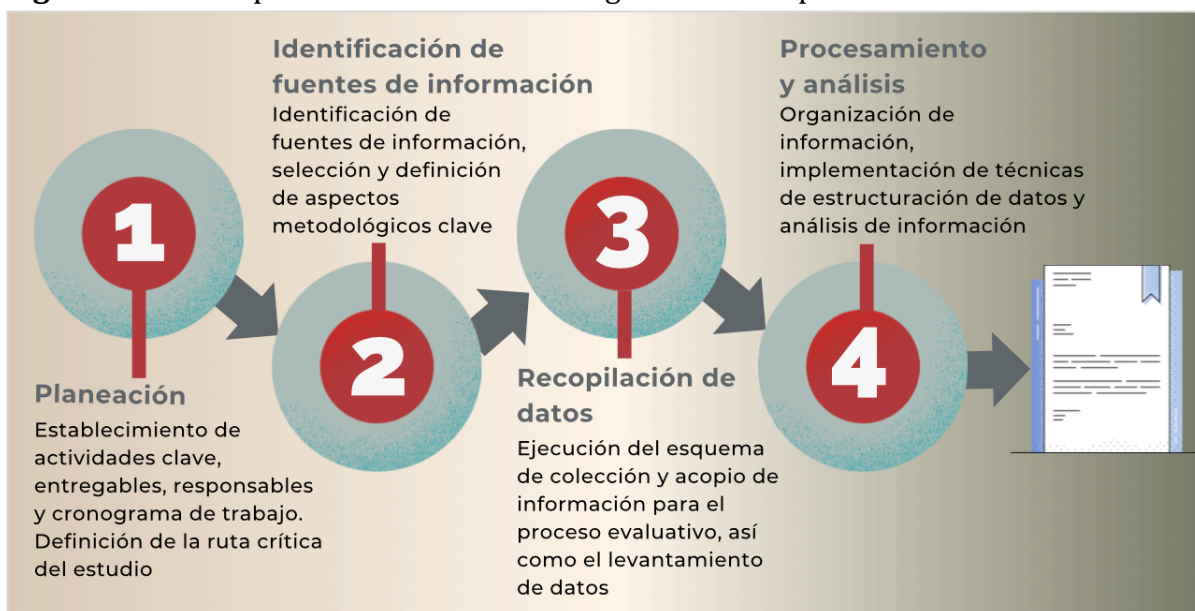 1
Planeación
Establecimiento de
actividades clave,
entregables, responsables
y cronograma de trabajo.
Definición de la ruta crítica
del estudio
Identificación de
fuentes de información
Identificación de
fuentes de información,
selección y definición
de aspectos
metodológicos clave
2
3
Recopilación de
datos
Ejecución del esquema
de colección y acopio de
información para el
proceso evaluativo, así
como el levantamiento
de datos
Procesamiento
y análisis
Organización de
información,
implementación de técnicas
de estructuración de datos y
análisis de información
4